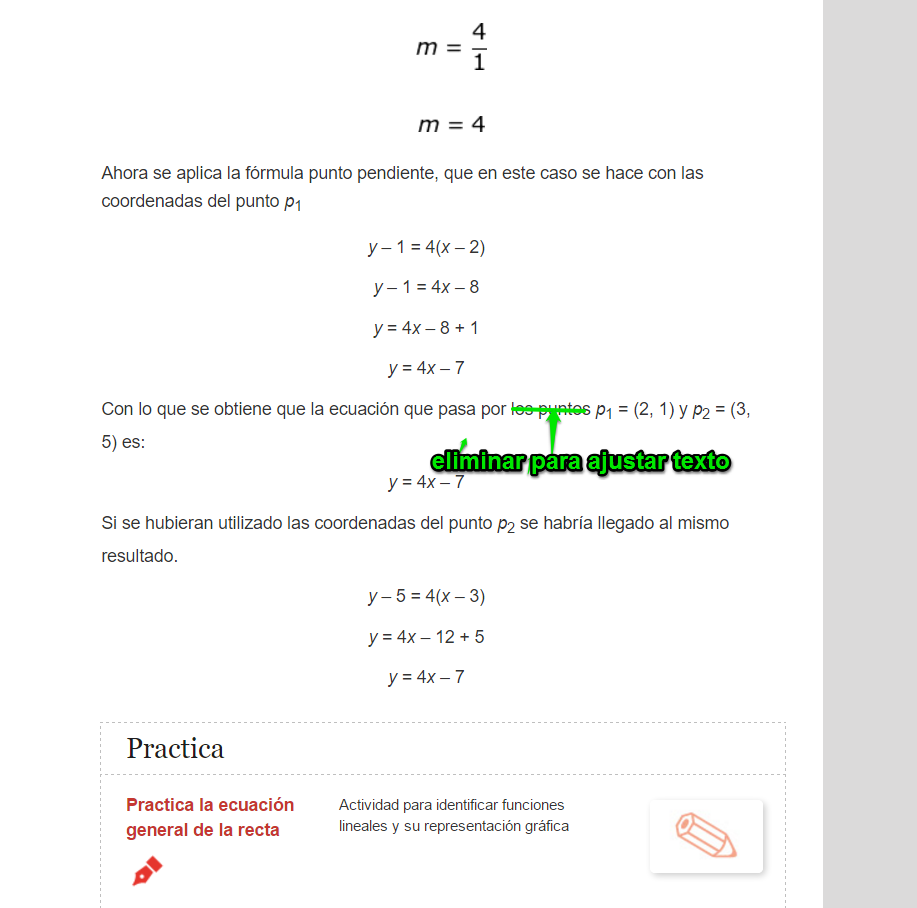 m = 4/1
m = 4
Ahora se aplica la fórmula punto pendiente, que en este caso se hace con las
coordenadas del punto p₁
y – 1 = 4(x – 2)
y – 1 = 4x – 8
y = 4x – 8 + 1
y = 4x – 7
Con lo que se obtiene que la ecuación que pasa por los puntos p₁ = (2, 1) y p₂ = (3,
5) es:
eliminar para ajustar texto
y = 4x – 7
Si se hubieran utilizado las coordenadas del punto p₂ se habría llegado al mismo
resultado.
y – 5 = 4(x – 3)
y = 4x – 12 + 5
y = 4x – 7
Practica
Practica la ecuación
general de la recta
Actividad para identificar funciones
lineales y su representación gráfica